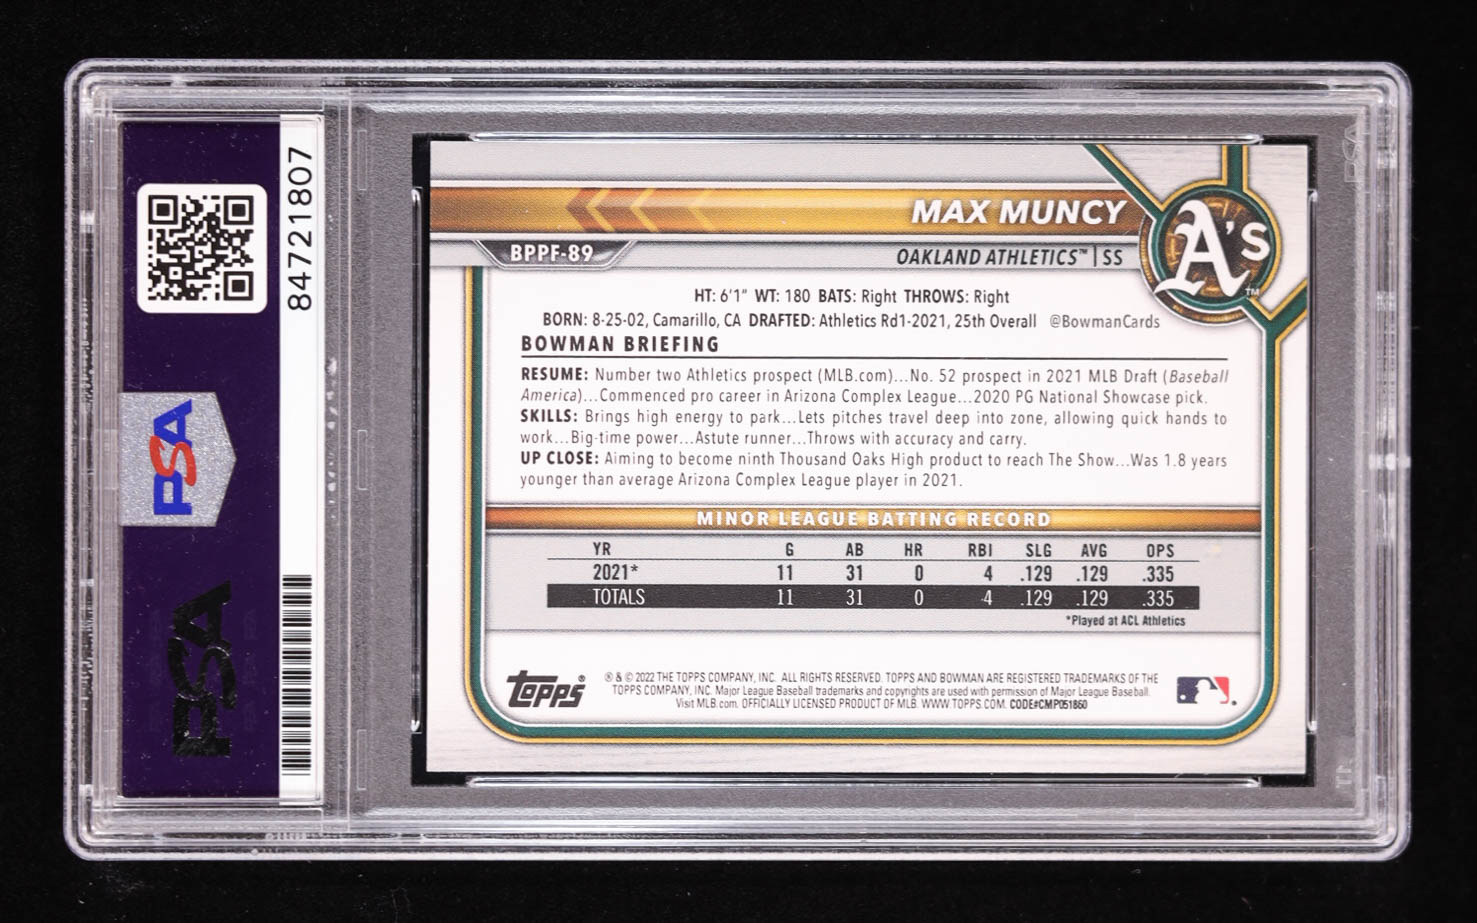 84721807
PSA
PSA
MAX MUNCY
BPPF-89
OAKLAND ATHLETICS™ | SS
A's
TM
HT: 6'1" WT: 180 BATS: Right THROWS: Right
BORN: 8-25-02, Camarillo, CA DRAFTED: Athletics Rd1-2021, 25th Overall @BowmanCards
BOWMAN BRIEFING
RESUME: Number two Athletics prospect (MLB.com)...No. 52 prospect in 2021 MLB Draft (Baseball
America)...Commenced pro career in Arizona Complex League...2020 PG National Showcase pick.
SKILLS: Brings high energy to park...Lets pitches travel deep into zone, allowing quick hands to
work...Big-time power...Astute runner...Throws with accuracy and carry.
UP CLOSE: Aiming to become ninth Thousand Oaks High product to reach The Show...Was 1.8 years
younger than average Arizona Complex League player in 2021.
MINOR LEAGUE BATTING RECORD
YR G AB HR RBI SLG AVG OPS
2021* 11 31 0 4 .129 .129 .335
TOTALS 11 31 0 4 .129 .129 .335
*Played at ACL Athletics
topps®
® & © 2022 THE TOPPS COMPANY, INC. ALL RIGHTS RESERVED. TOPPS AND BOWMAN ARE REGISTERED TRADEMARKS OF THE
TOPPS COMPANY, INC. Major League Baseball trademarks and copyrights are used with permission of Major League Baseball.
Visit MLB.com. OFFICIALLY LICENSED PRODUCT OF MLB. WWW.TOPPS.COM. CODE#CMP051860